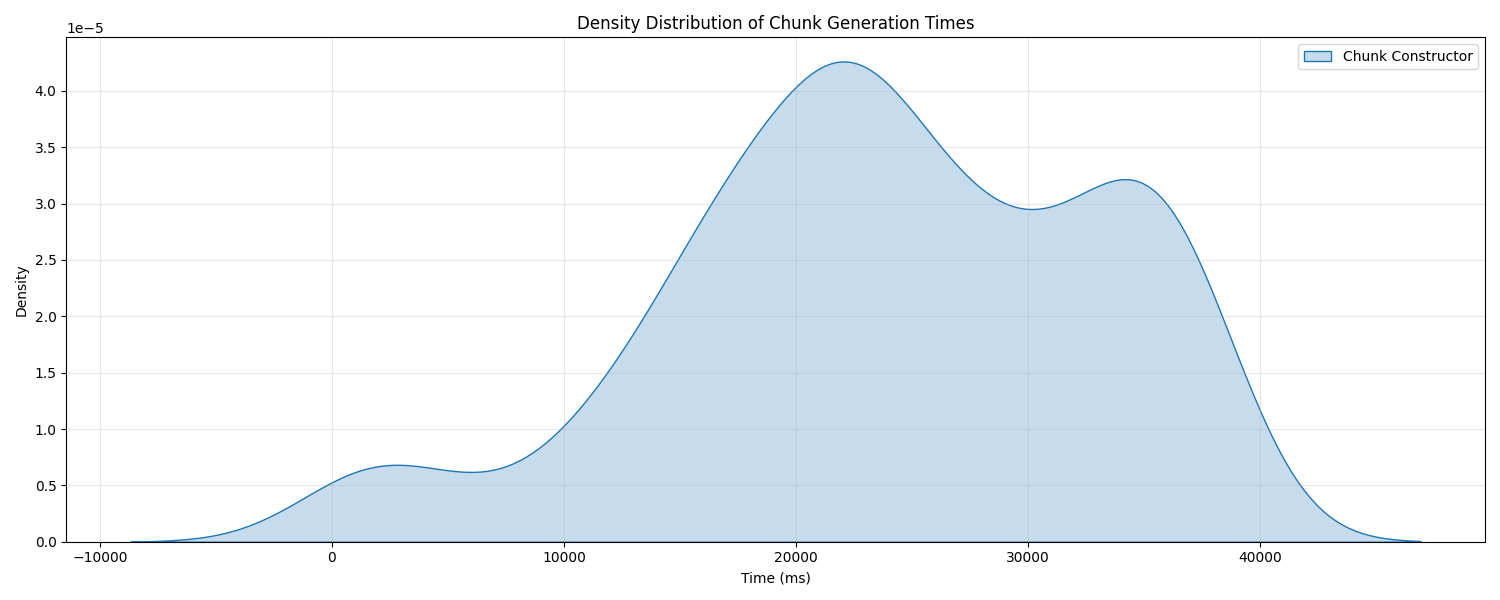 Density Distribution of Chunk Generation Times
1e−5
Chunk Constructor
4.0
3.5
3.0
2.5
2.0
1.5
1.0
0.5
0.0
Density
−10000 0 10000 20000 30000 40000
Time (ms)